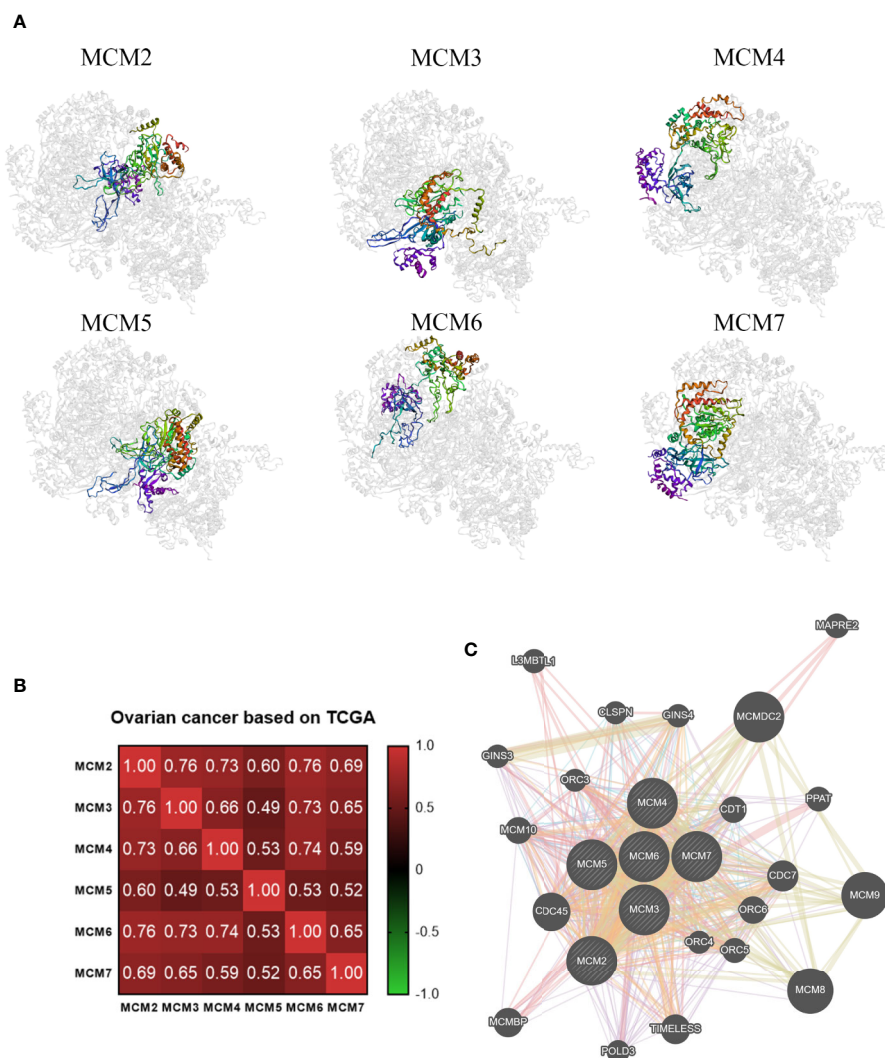 A
MCM2 MCM3 MCM4
MCM5 MCM6 MCM7
B
Ovarian cancer based on TCGA
MCM2 1.00 0.76 0.73 0.60 0.76 0.69
MCM3 0.76 1.00 0.66 0.49 0.73 0.65
MCM4 0.73 0.66 1.00 0.53 0.74 0.59
MCM5 0.60 0.49 0.53 1.00 0.53 0.52
MCM6 0.76 0.73 0.74 0.53 1.00 0.65
MCM7 0.69 0.65 0.59 0.52 0.65 1.00
MCM2 MCM3 MCM4 MCM5 MCM6 MCM7
1.0
0.5
0
-0.5
-1.0
C
MAPRE2
L3MBTL1
CLSPN
GINS4
MCMDC2
GINS3
ORC3
MCM4
CDT1
PPAT
MCM10
MCM5
MCM6
MCM7
CDC7
MCM9
CDC45
MCM3
ORC6
ORC4
ORC5
MCM2
MCM8
MCMBP
TIMELESS
POLD3